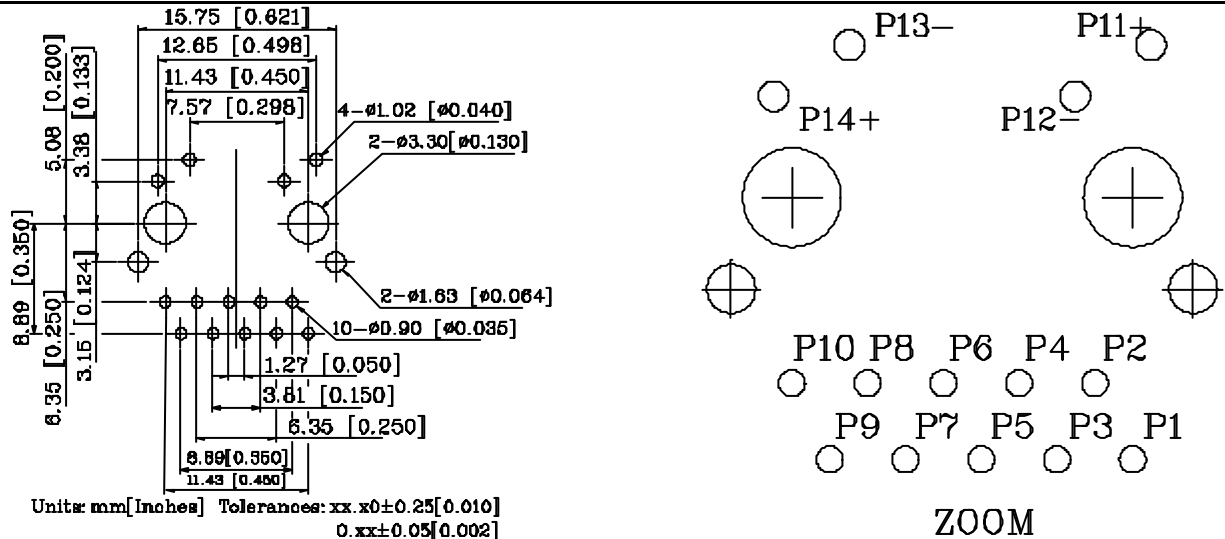 15.75 [0.621]
12.65 [0.498]
11.43 [0.450]
7.57 [0.298]
5.08 [0.200]
3.38 [0.133]
4-ø1.02 [ø0.040]
2-ø3.30[ø0.130]
8.89 [0.350]
6.35 [0.250]
3.15 [0.124]
2-ø1.63 [ø0.064]
10-ø0.90 [ø0.035]
1.27 [0.050]
3.81 [0.150]
6.35 [0.250]
8.89[0.350]
11.43 [0.450]
Units: mm[Inches] Tolerances: xx.x0±0.25[0.010]
0.xx±0.05[0.002]
P13- P11+
P14+ P12-
P10 P8 P6 P4 P2
P9 P7 P5 P3 P1
ZOOM